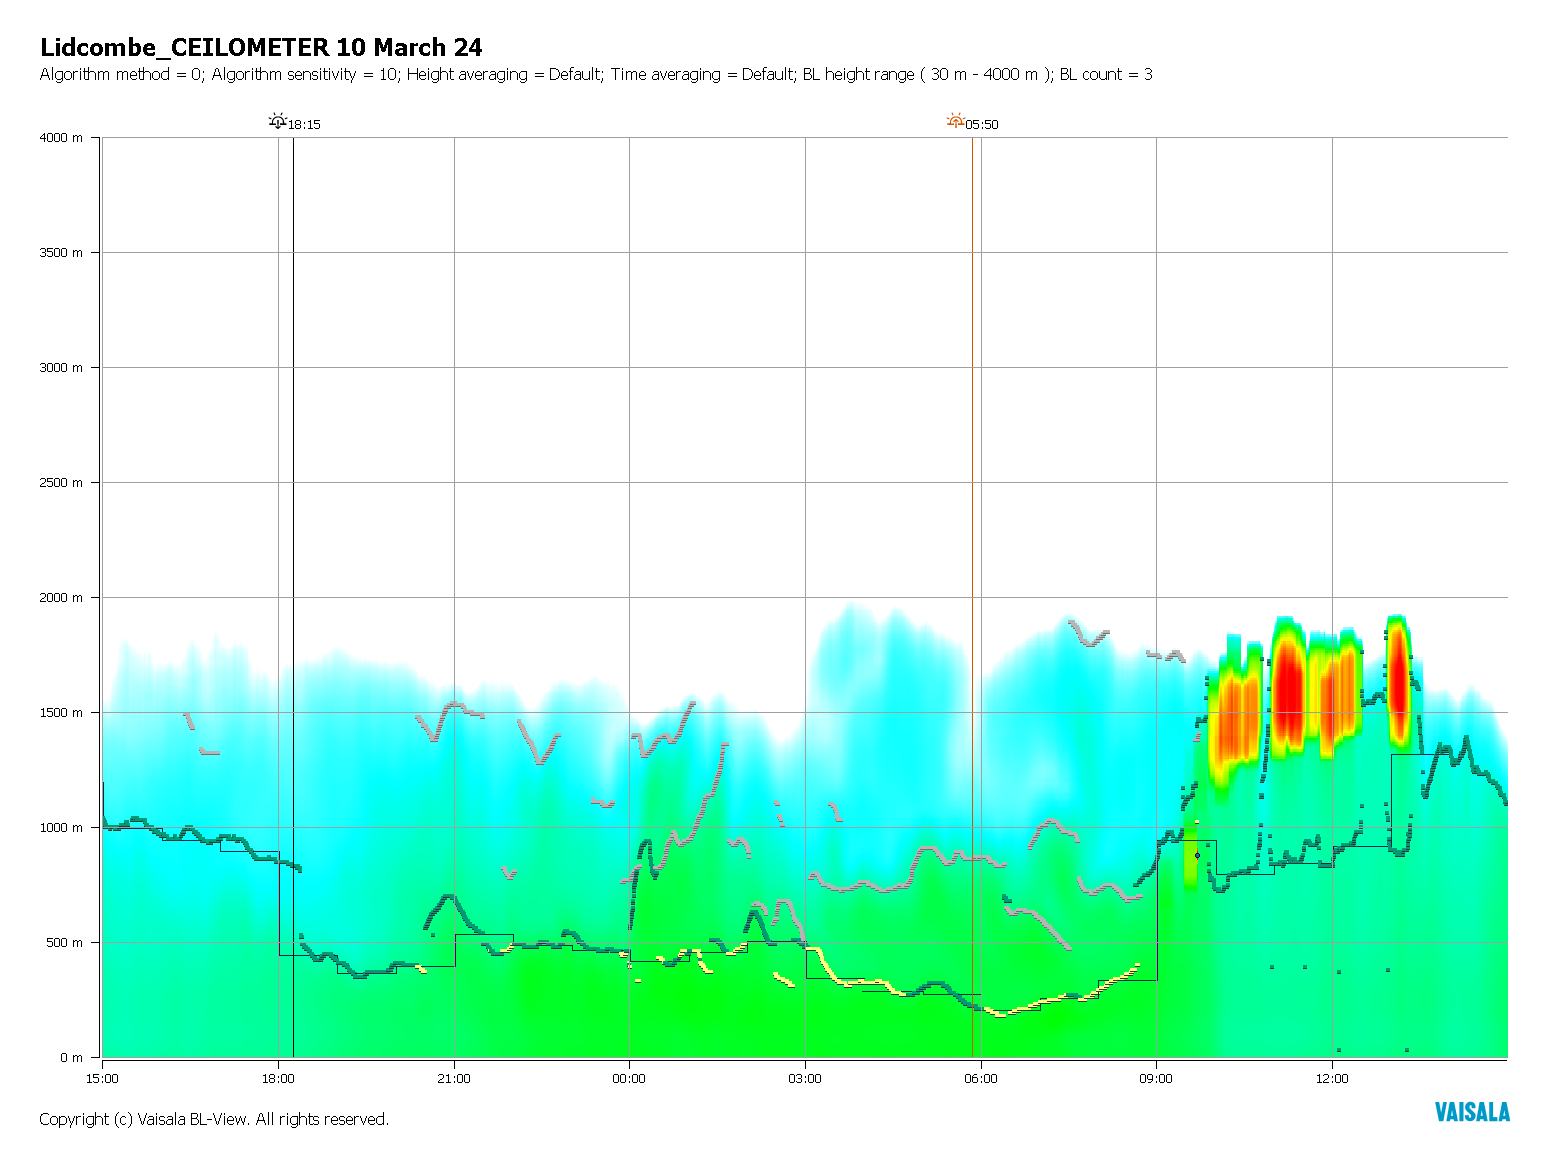 Lidcombe_CEILOMETER 10 March 24
Algorithm method = 0; Algorithm sensitivity = 10; Height averaging = Default; Time averaging = Default; BL height range ( 30 m - 4000 m ); BL count = 3
18:15 05:50
4000 m
3500 m
3000 m
2500 m
2000 m
1500 m
1000 m
500 m
0 m
15:00 18:00 21:00 00:00 03:00 06:00 09:00 12:00
Copyright (c) Vaisala BL-View. All rights reserved.
VAISALA